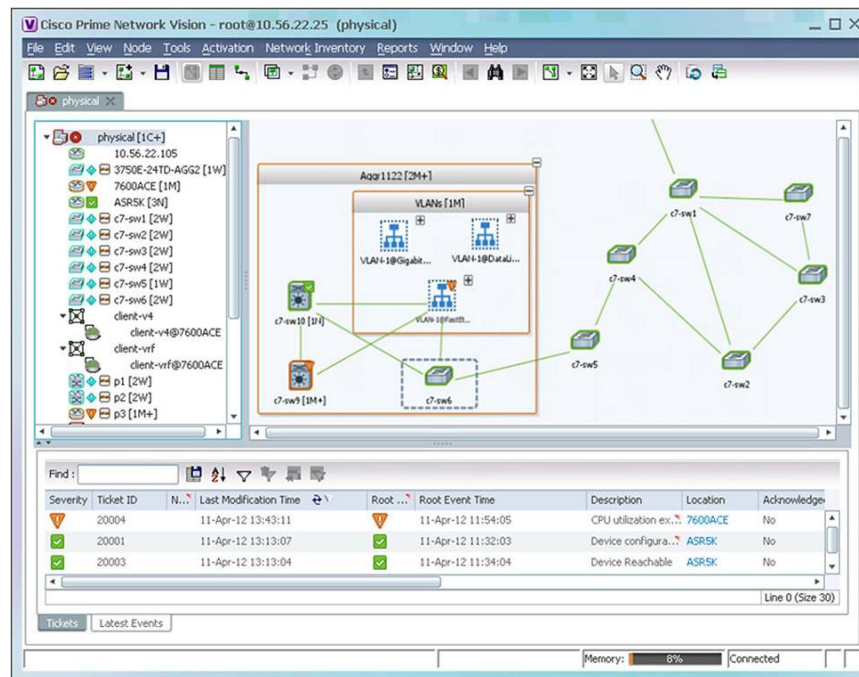 Cisco Prime Network Vision - root@10.56.22.25 (physical)
File Edit View Node Tools Activation Network Inventory Reports Window Help
physical
physical [1C+]
10.56.22.105
3750E-24TD-AGG2 [1W]
7600ACE [1M]
ASR5K [3N]
c7-sw1 [2W]
c7-sw2 [2W]
c7-sw3 [2W]
c7-sw4 [2W]
c7-sw5 [1W]
c7-sw6 [2W]
client-v4
client-v4@7600ACE
client-vrf
client-vrf@7600ACE
p1 [2W]
p2 [2W]
p3 [1M+]
Aggr1122 [2M+]
VLANs [1M]
VLAN-1@Gigabit...
VLAN-1@DataLi...
VLAN-1@FastEt...
c7-sw10 [1N]
c7-sw9 [1M+]
c7-sw6
c7-sw1
c7-sw7
c7-sw4
c7-sw3
c7-sw5
c7-sw2
Find :
Severity Ticket ID N... Last Modification Time Root ... Root Event Time Description Location Acknowledge
20004 11-Apr-12 13:43:11 11-Apr-12 11:54:05 CPU utilization ex... 7600ACE No
20001 11-Apr-12 13:13:07 11-Apr-12 11:32:03 Device configura... ASR5K No
20003 11-Apr-12 13:13:04 11-Apr-12 11:34:04 Device Reachable ASR5K No
Line 0 (Size 30)
Tickets Latest Events
Memory: 8% Connected